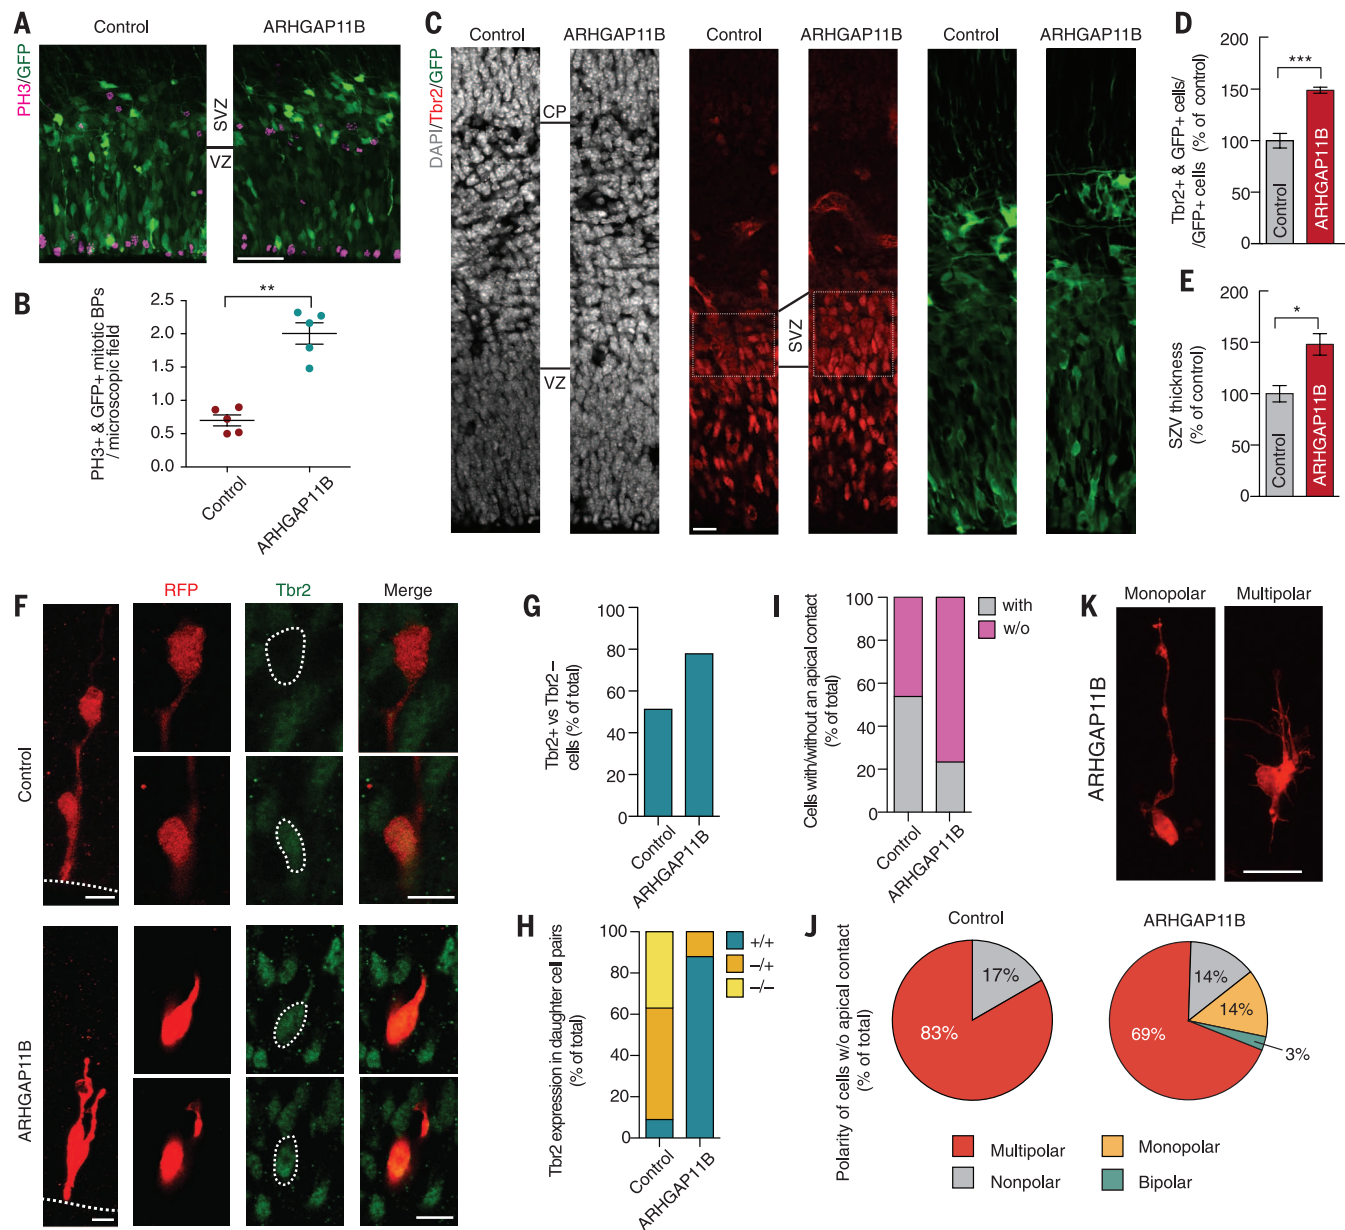 A
Control
ARHGAP11B
PH3/GFP
SVZ
VZ
B
PH3+ & GFP+ mitotic BPs
/ microscopic field
2.5
2.0
1.5
1.0
0.5
0.0
**
Control
ARHGAP11B
C
Control
ARHGAP11B
Control
ARHGAP11B
Control
ARHGAP11B
DAPI/Tbr2/GFP
CP
VZ
SVZ
D
Tbr2+ & GFP+ cells/
/GFP+ cells (% of control)
200
150
100
50
0
***
Control
ARHGAP11B
E
SZV thickness
(% of control)
200
150
100
50
0
*
Control
ARHGAP11B
F
RFP
Tbr2
Merge
Control
ARHGAP11B
G
Tbr2+ vs Tbr2–
cells (% of total)
100
80
60
40
20
0
Control
ARHGAP11B
H
Tbr2 expression in daughter cell pairs
(% of total)
100
80
60
40
20
0
+/+
–/+
–/–
Control
ARHGAP11B
I
Cells with/without an apical contact
(% of total)
100
80
60
40
20
0
with
w/o
Control
ARHGAP11B
K
Monopolar
Multipolar
ARHGAP11B
J
Control
ARHGAP11B
Polarity of cells w/o apical contact
(% of total)
17%
83%
14%
14%
69%
3%
Multipolar
Monopolar
Nonpolar
Bipolar